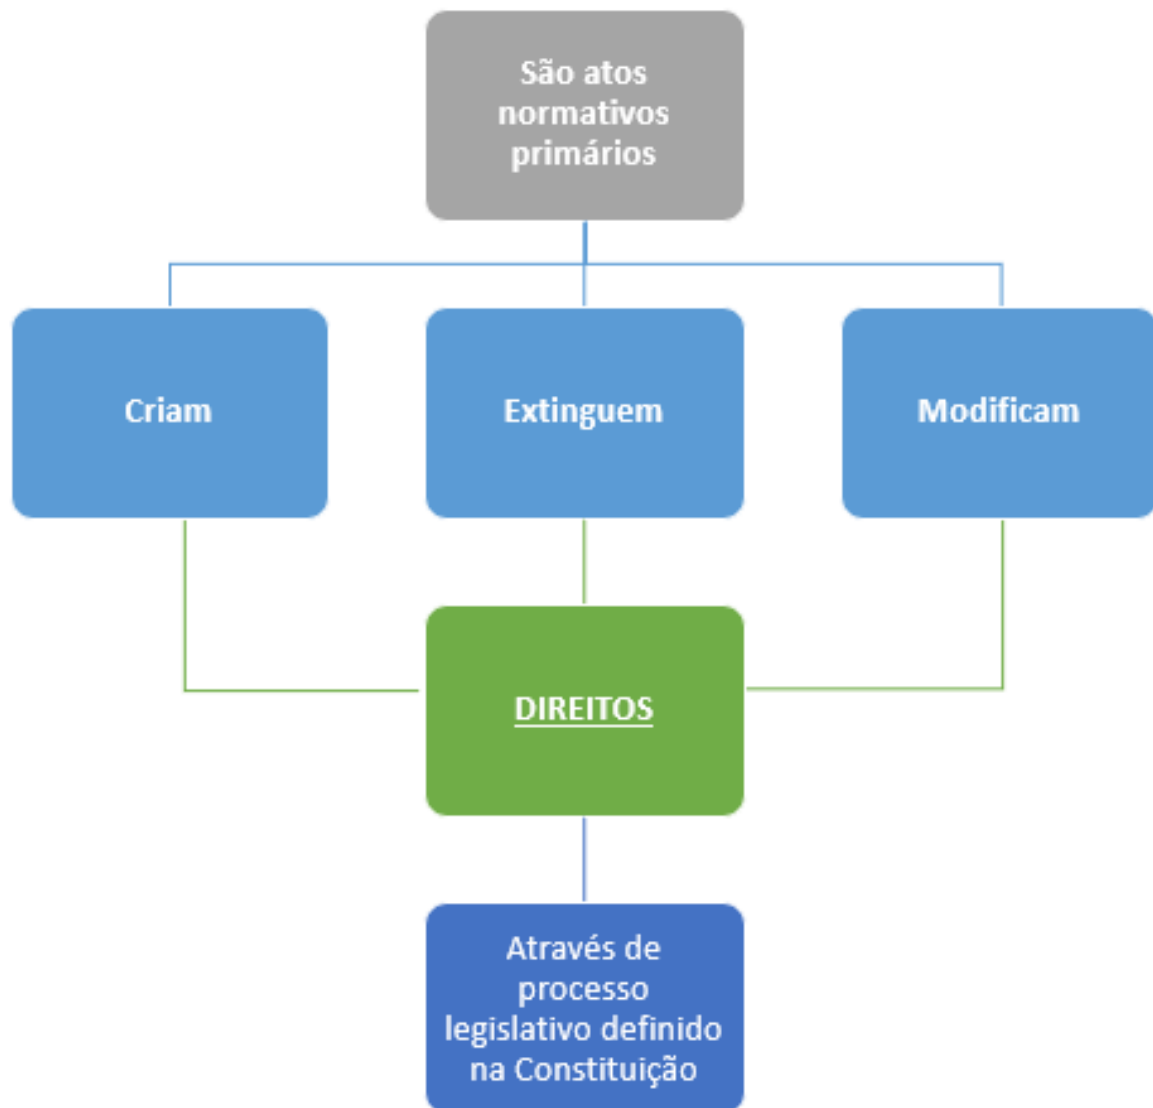 São atos
normativos
primários
Criam
Extinguem
Modificam
DIREITOS
Através de
processo
legislativo definido
na Constituição